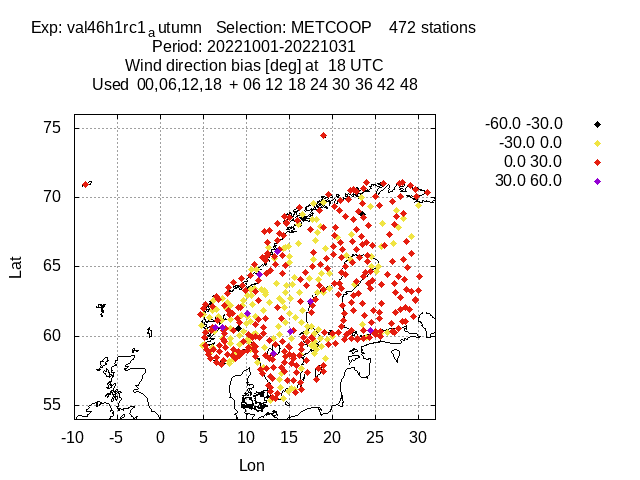 Exp: val46h1rc1_autumn   Selection: METCOOP    472 stations
Period: 20221001-20221031
Wind direction bias [deg] at  18 UTC
Used  00,06,12,18  + 06 12 18 24 30 36 42 48
-60.0 -30.0
-30.0 0.0
0.0 30.0
30.0 60.0
75
70
65
60
55
Lat
-10 -5 0 5 10 15 20 25 30
Lon